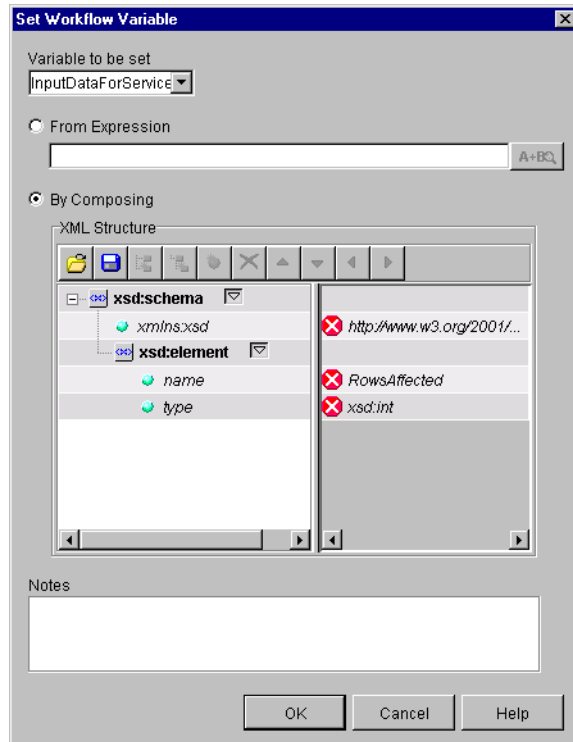 Set Workflow Variable
Variable to be set
InputDataForService
From Expression
A+B
By Composing
XML Structure
xsd:schema
xmlns:xsd http://www.w3.org/2001/...
xsd:element
name RowsAffected
type xsd:int
Notes
OK Cancel Help